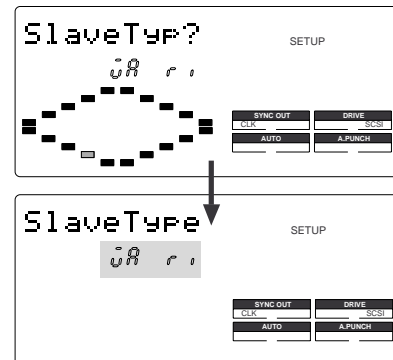 SlaveTyp?
SETUP
SYNC OUT DRIVE
CLK SCSI
AUTO A.PUNCH
SlaveType
SETUP
SYNC OUT DRIVE
CLK SCSI
AUTO A.PUNCH